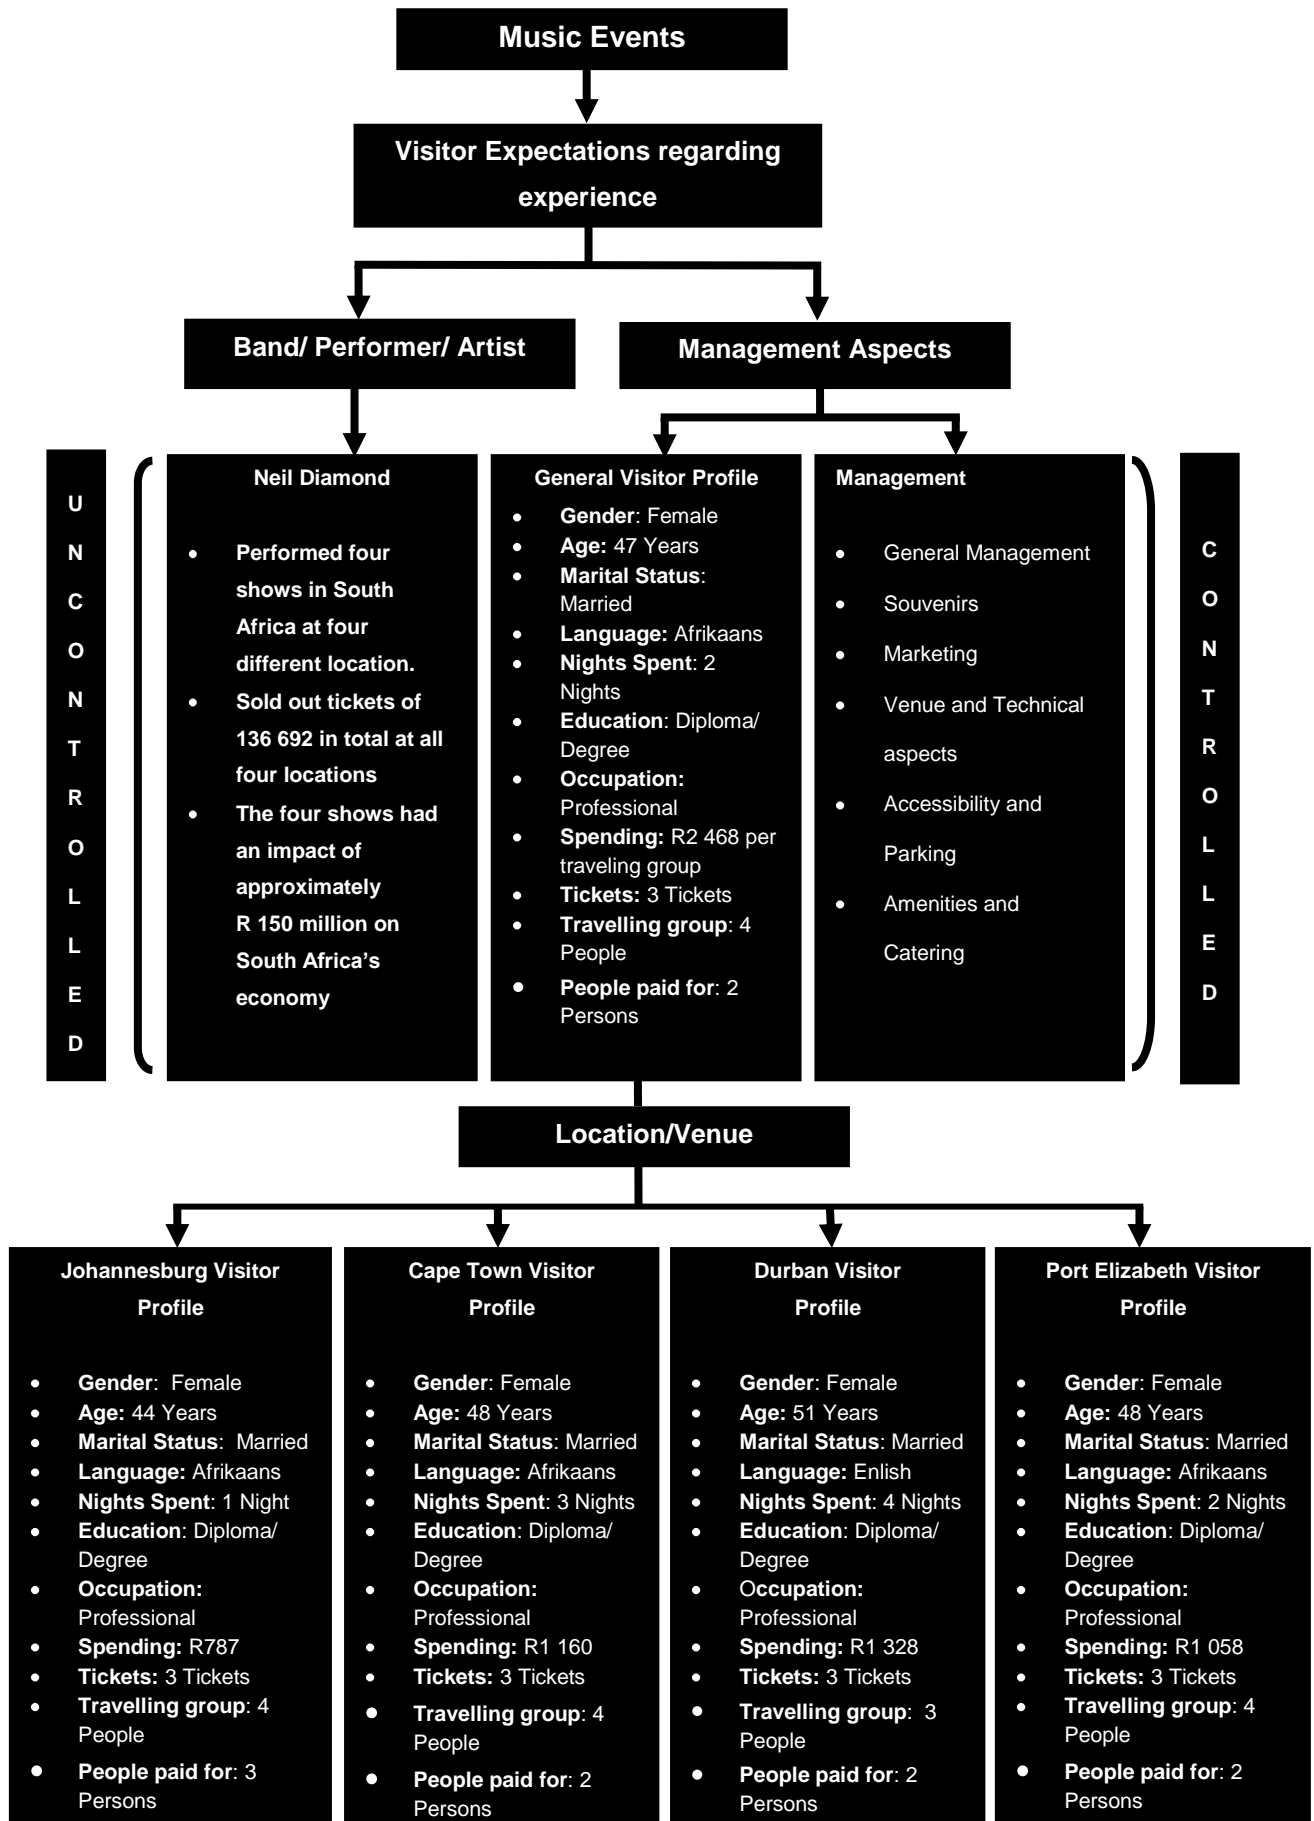 Music Events
Visitor Expectations regarding
experience
Band/ Performer/ Artist
Management Aspects
U
N
C
O
N
T
R
O
L
L
E
D
Neil Diamond
• Performed four
shows in South
Africa at four
different location.
• Sold out tickets of
136 692 in total at all
four locations
• The four shows had
an impact of
approximately
R 150 million on
South Africa's
economy
General Visitor Profile
• Gender: Female
• Age: 47 Years
• Marital Status:
Married
• Language: Afrikaans
• Nights Spent: 2
Nights
• Education: Diploma/
Degree
• Occupation:
Professional
• Spending: R2 468 per
traveling group
• Tickets: 3 Tickets
• Travelling group: 4
People
• People paid for: 2
Persons
Management
• General Management
• Souvenirs
• Marketing
• Venue and Technical
aspects
• Accessibility and
Parking
• Amenities and
Catering
C
O
N
T
R
O
L
L
E
D
Location/Venue
Johannesburg Visitor
Profile
• Gender: Female
• Age: 44 Years
• Marital Status: Married
• Language: Afrikaans
• Nights Spent: 1 Night
• Education: Diploma/
Degree
• Occupation:
Professional
• Spending: R787
• Tickets: 3 Tickets
• Travelling group: 4
People
• People paid for: 3
Persons
Cape Town Visitor
Profile
• Gender: Female
• Age: 48 Years
• Marital Status: Married
• Language: Afrikaans
• Nights Spent: 3 Nights
• Education: Diploma/
Degree
• Occupation:
Professional
• Spending: R1 160
• Tickets: 3 Tickets
• Travelling group: 4
People
• People paid for: 2
Persons
Durban Visitor
Profile
• Gender: Female
• Age: 51 Years
• Marital Status: Married
• Language: Enlish
• Nights Spent: 4 Nights
• Education: Diploma/
Degree
• Occupation:
Professional
• Spending: R1 328
• Tickets: 3 Tickets
• Travelling group: 3
People
• People paid for: 2
Persons
Port Elizabeth Visitor
Profile
• Gender: Female
• Age: 48 Years
• Marital Status: Married
• Language: Afrikaans
• Nights Spent: 2 Nights
• Education: Diploma/
Degree
• Occupation:
Professional
• Spending: R1 058
• Tickets: 3 Tickets
• Travelling group: 4
People
• People paid for: 2
Persons